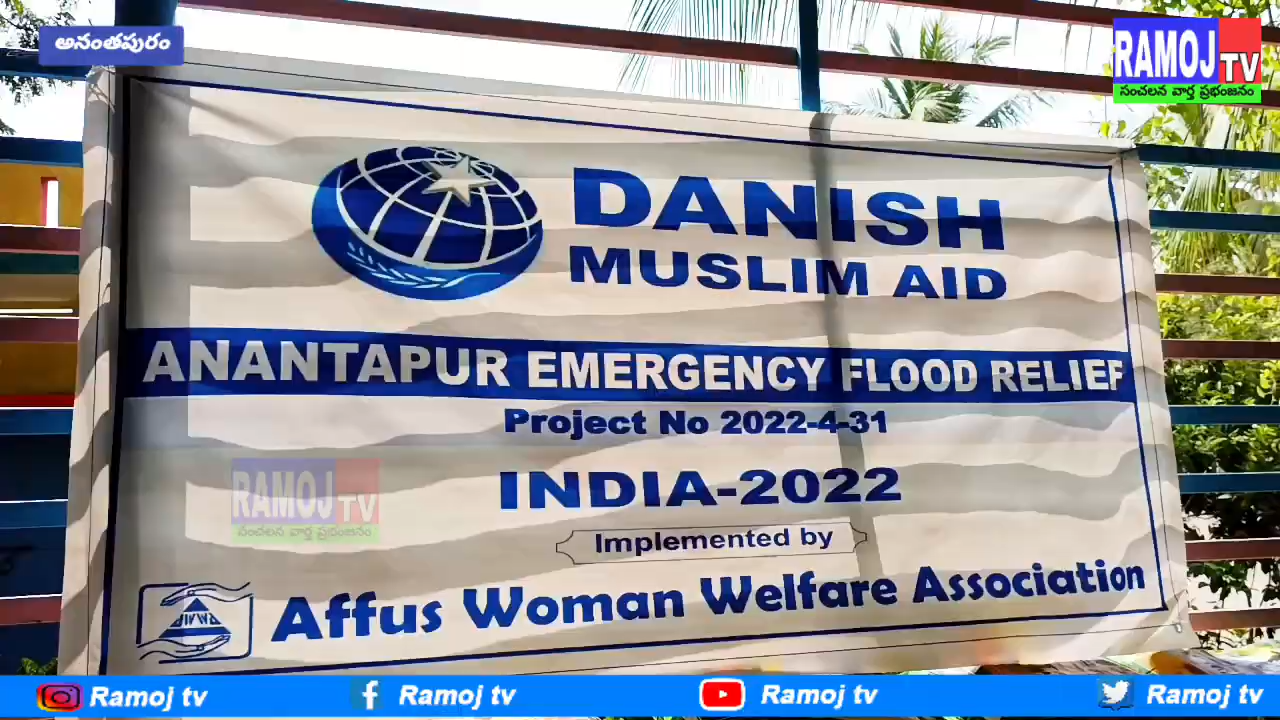 అనంతపురం
RAMOJ TV
సంచలన వార్త ప్రభంజనం
DANISH
MUSLIM AID
ANANTAPUR EMERGENCY FLOOD RELIEF
Project No 2022-4-31
INDIA-2022
RAMOJ TV
సంచలన వార్త ప్రభంజనం
Implemented by
AWWA
Affus Woman Welfare Association
Ramoj tv
Ramoj tv
Ramoj tv
Ramoj tv